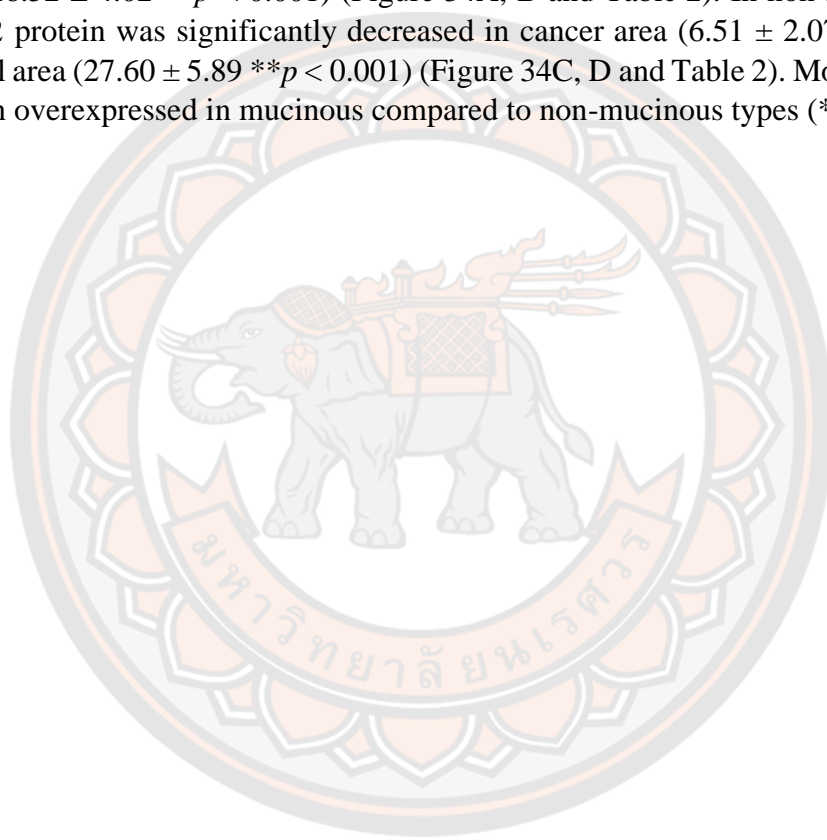 p < 0.001) (Figure 34A, B and Table 2). In non
2 protein was significantly decreased in cancer area (6.51 ± 2.07
l area (27.60 ± 5.89 **p < 0.001) (Figure 34C, D and Table 2). Mo
n overexpressed in mucinous compared to non-mucinous types (*
มหาวิทยาลัยนเรศวร